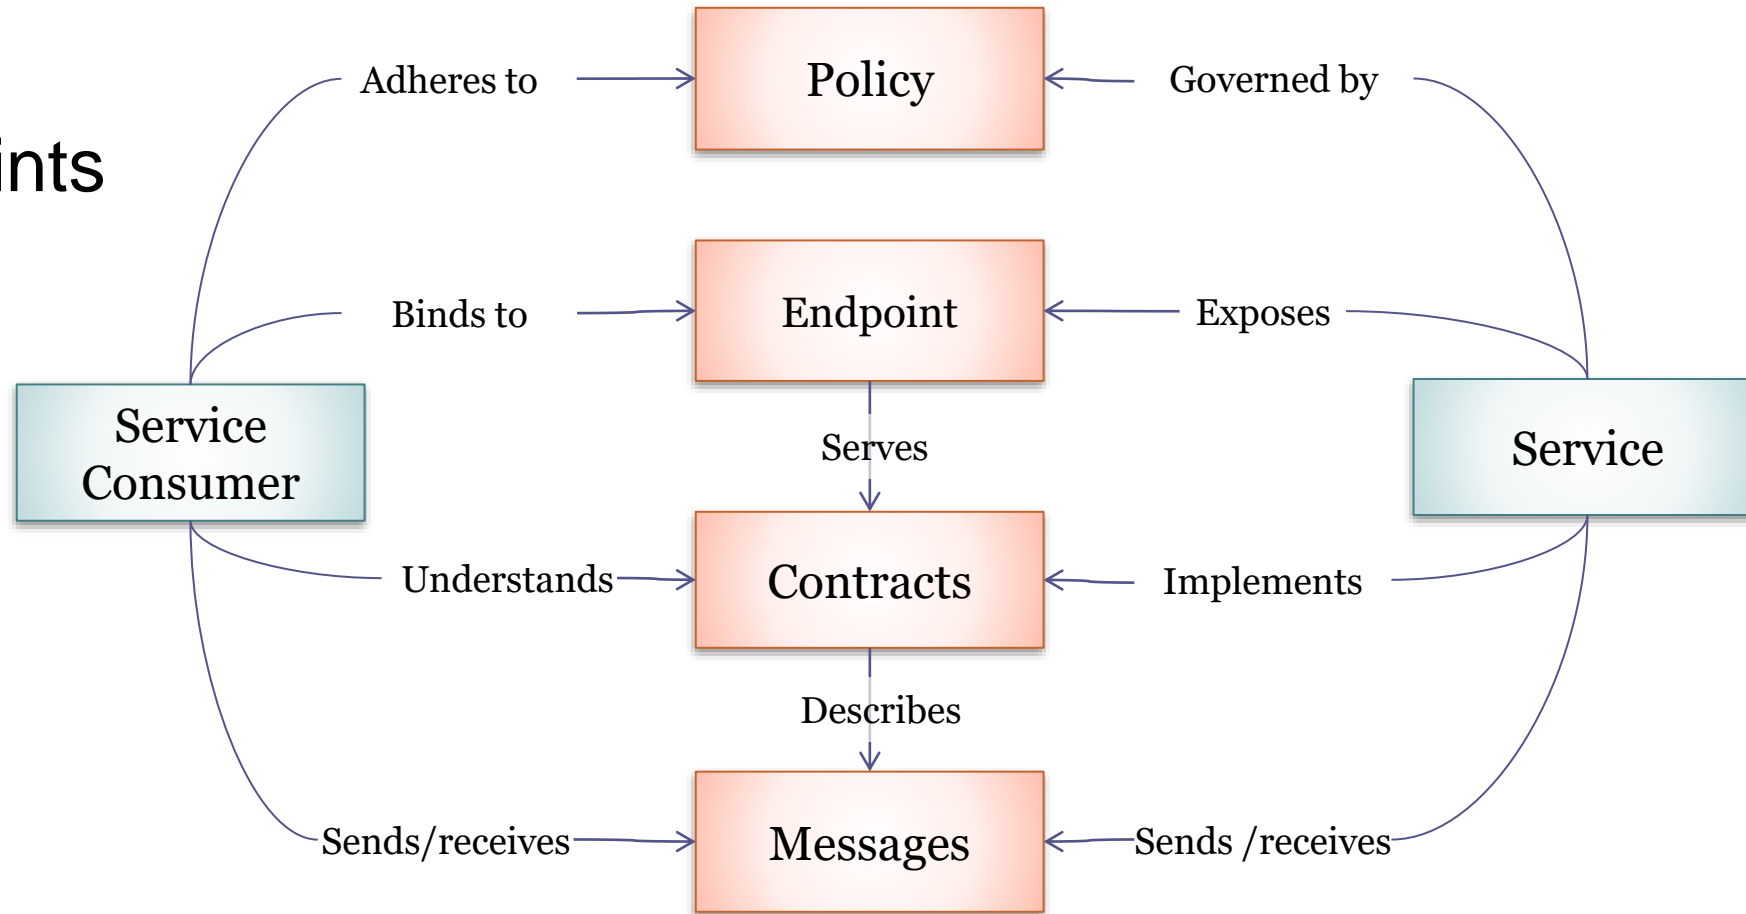 Adheres to
Policy
Governed by
ints
Binds to
Endpoint
Exposes
Serves
Service
Consumer
Service
Understands
Contracts
Implements
Describes
Sends/receives
Messages
Sends /receives